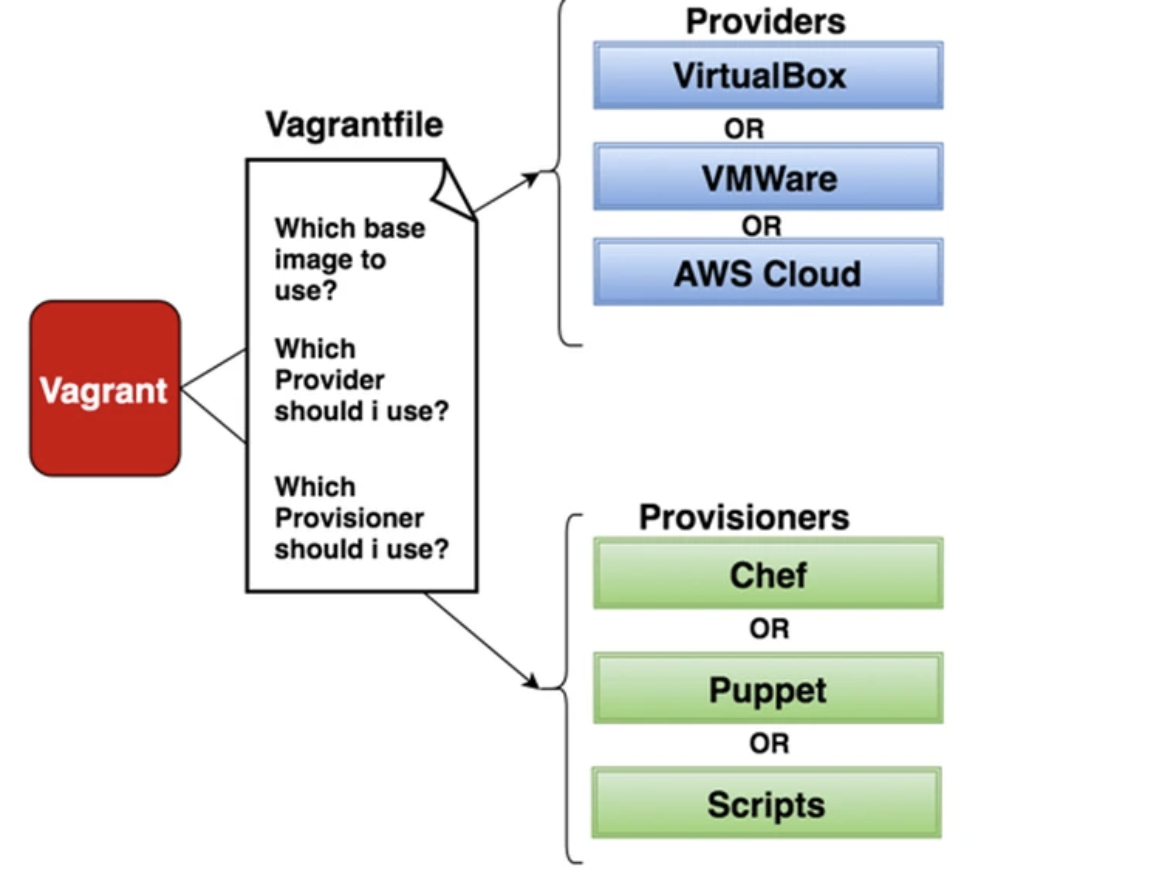 Vagrant
Vagrantfile
Which base
image to
use?
Which
Provider
should i use?
Which
Provisioner
should i use?
Providers
VirtualBox
OR
VMWare
OR
AWS Cloud
Provisioners
Chef
OR
Puppet
OR
Scripts